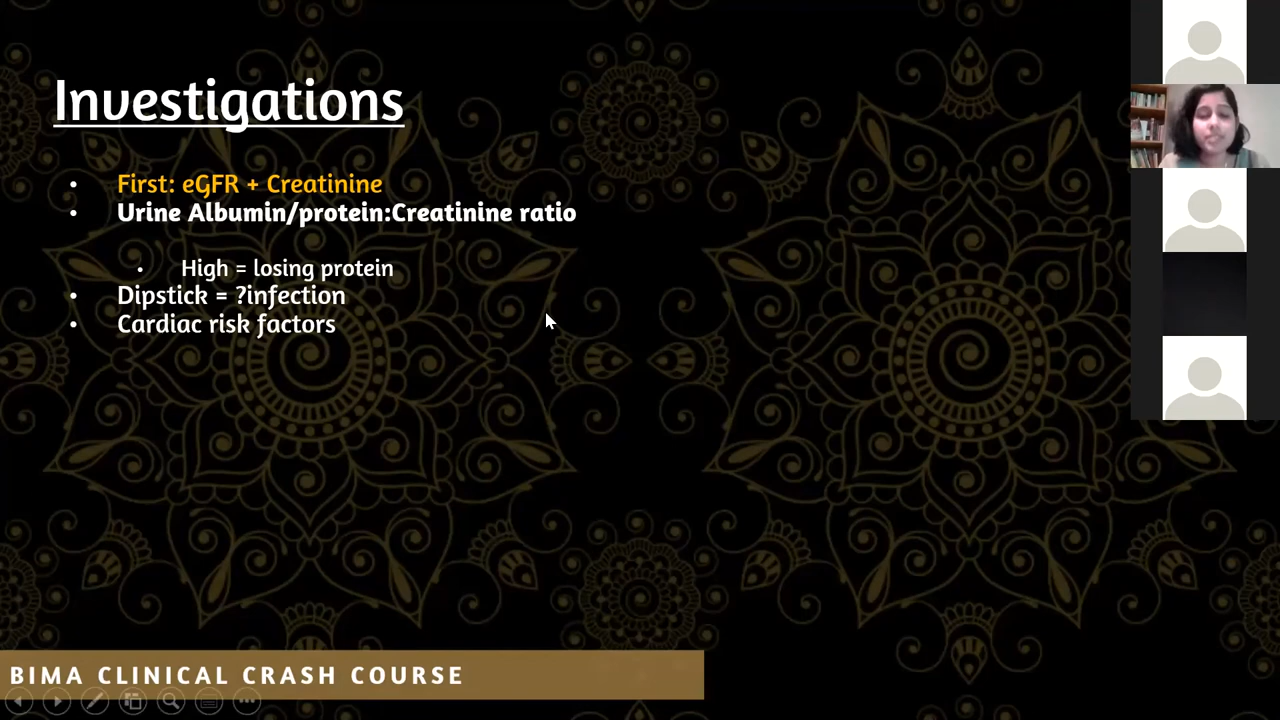 Investigations
• First: eGFR + Creatinine
• Urine Albumin/protein:Creatinine ratio
• High = losing protein
• Dipstick = ?infection
• Cardiac risk factors
BIMA CLINICAL CRASH COURSE